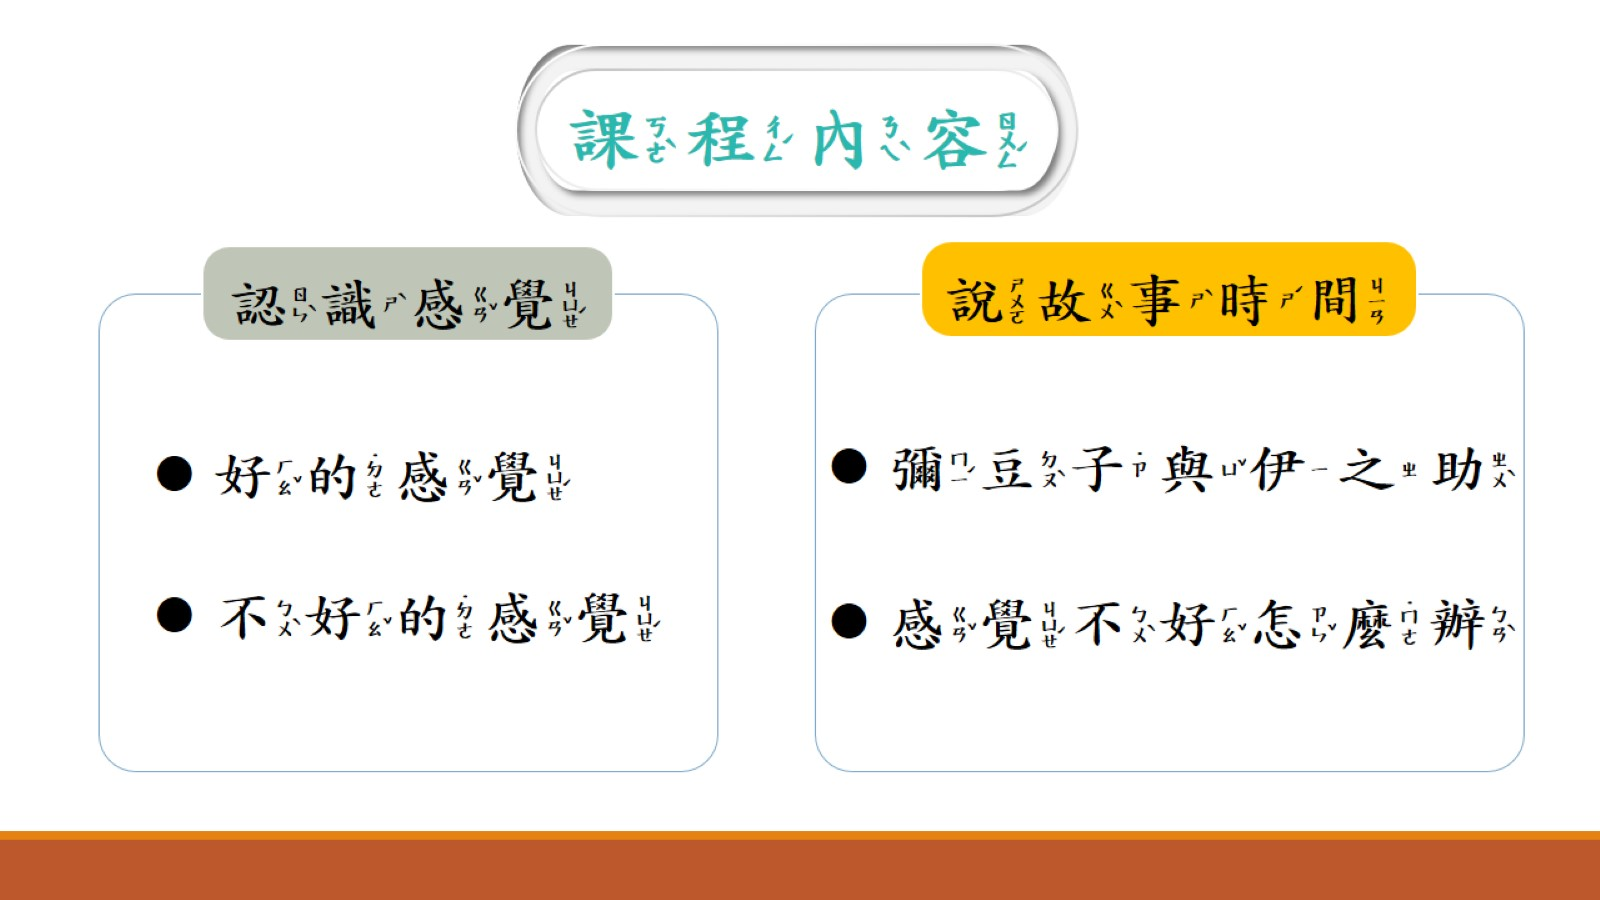 課程內容
認識感覺
好的感覺
不好的感覺
說故事時間
彌豆子與伊之助
感覺不好怎麼辦